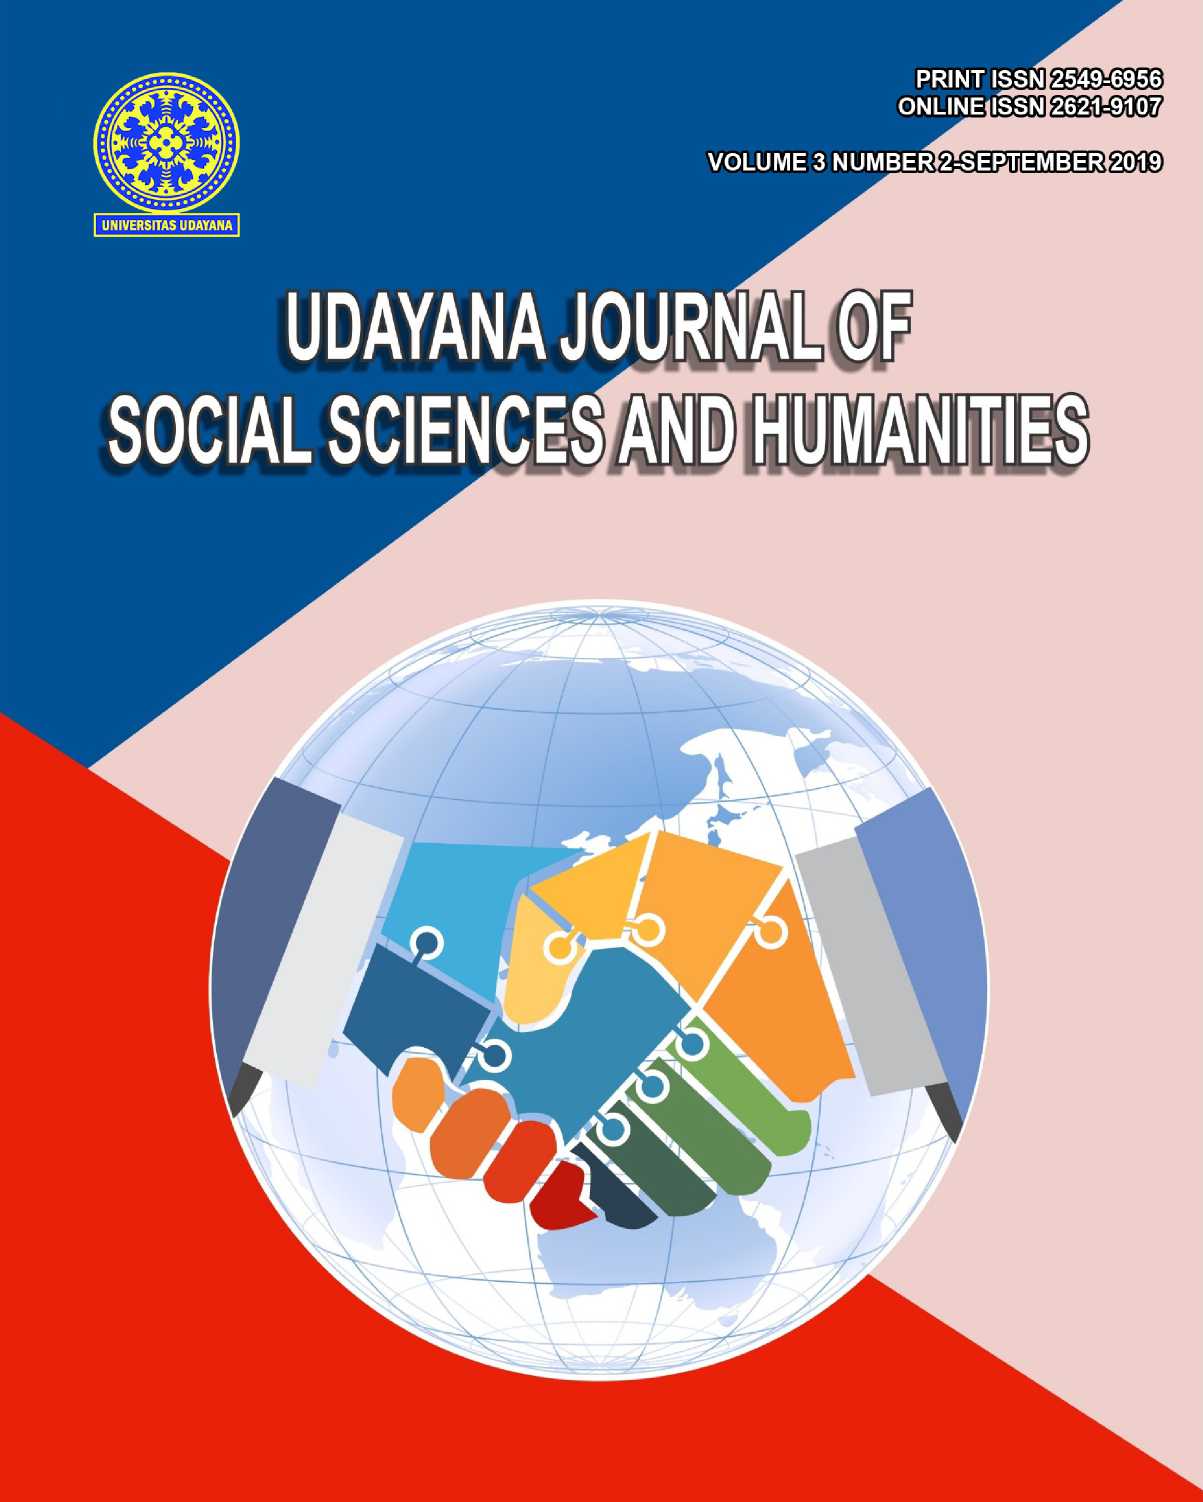 PRINT ISSN 2549-6956
ONLINE ISSN 2621-9107
VOLUME 3 NUMBER 2-SEPTEMBER 2019
UNIVERSITAS UDAYANA
UDAYANA JOURNAL OF
SOCIAL SCIENCES AND HUMANITIES